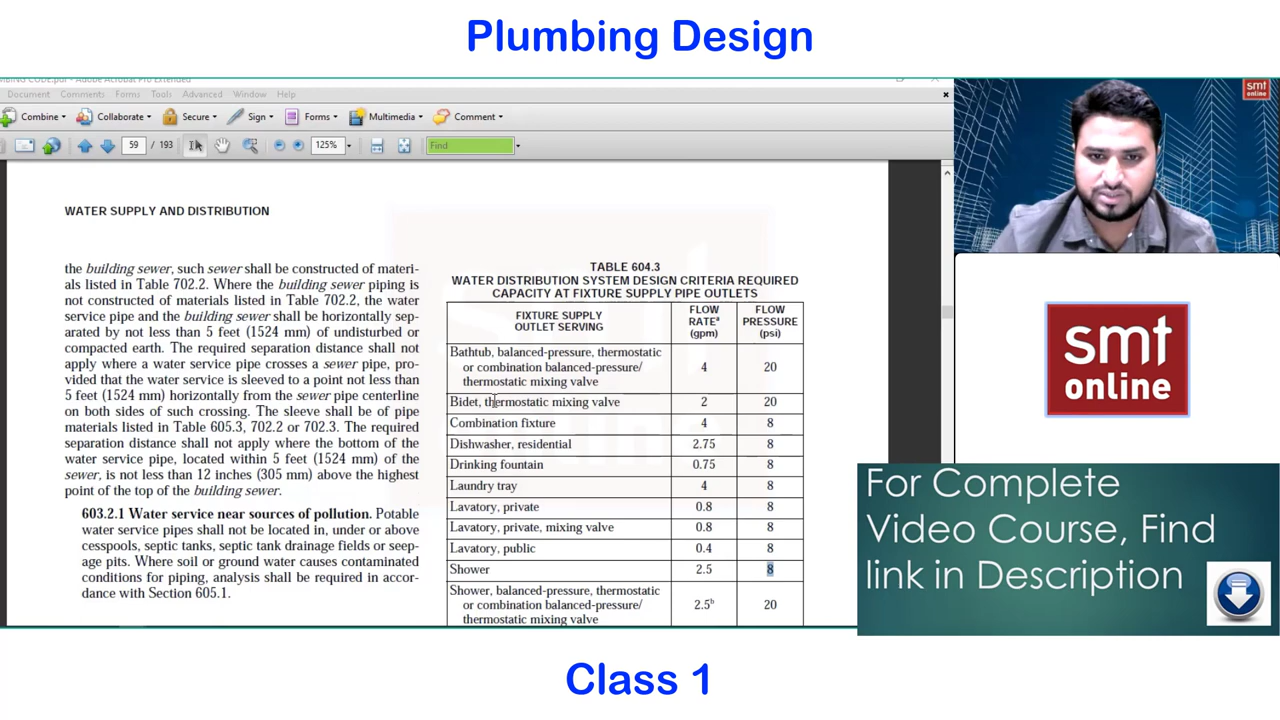 Plumbing Design
Document Comments Forms Tools Advanced Window Help
Combine Collaborate Secure Sign Forms Multimedia Comment
59 / 193 125% Find
WATER SUPPLY AND DISTRIBUTION
the building sewer, such sewer shall be constructed of materi-
als listed in Table 702.2. Where the building sewer piping is
not constructed of materials listed in Table 702.2, the water
service pipe and the building sewer shall be horizontally sep-
arated by not less than 5 feet (1524 mm) of undisturbed or
compacted earth. The required separation distance shall not
apply where a water service pipe crosses a sewer pipe, pro-
vided that the water service is sleeved to a point not less than
5 feet (1524 mm) horizontally from the sewer pipe centerline
on both sides of such crossing. The sleeve shall be of pipe
materials listed in Table 605.3, 702.2 or 702.3. The required
separation distance shall not apply where the bottom of the
water service pipe, located within 5 feet (1524 mm) of the
sewer, is not less than 12 inches (305 mm) above the highest
point of the top of the building sewer.
603.2.1 Water service near sources of pollution. Potable
water service pipes shall not be located in, under or above
cesspools, septic tanks, septic tank drainage fields or seep-
age pits. Where soil or ground water causes contaminated
conditions for piping, analysis shall be required in accor-
dance with Section 605.1.
TABLE 604.3
WATER DISTRIBUTION SYSTEM DESIGN CRITERIA REQUIRED
CAPACITY AT FIXTURE SUPPLY PIPE OUTLETS
FIXTURE SUPPLY
OUTLET SERVING
FLOW
RATEa
(gpm)
FLOW
PRESSURE
(psi)
Bathtub, balanced-pressure, thermostatic
or combination balanced-pressure/
thermostatic mixing valve
4 20
Bidet, thermostatic mixing valve 2 20
Combination fixture 4 8
Dishwasher, residential 2.75 8
Drinking fountain 0.75 8
Laundry tray 4 8
Lavatory, private 0.8 8
Lavatory, private, mixing valve 0.8 8
Lavatory, public 0.4 8
Shower 2.5 8
Shower, balanced-pressure, thermostatic
or combination balanced-pressure/
thermostatic mixing valve
2.5b 20
smt
online
smt
online
For Complete
Video Course, Find
link in Description
Class 1